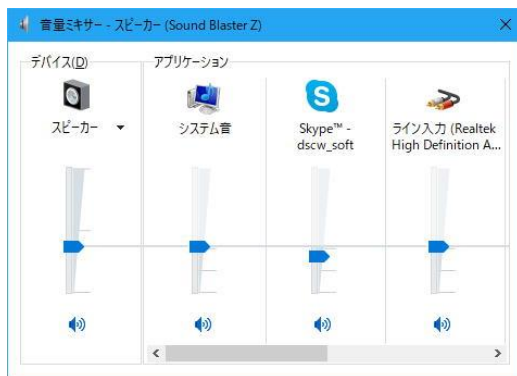 音量ミキサー - スピーカー (Sound Blaster Z)
デバイス(D)
アプリケーション
スピーカー
システム音
Skype™ -
dscw_soft
ライン入力 (Realtek
High Definition A...